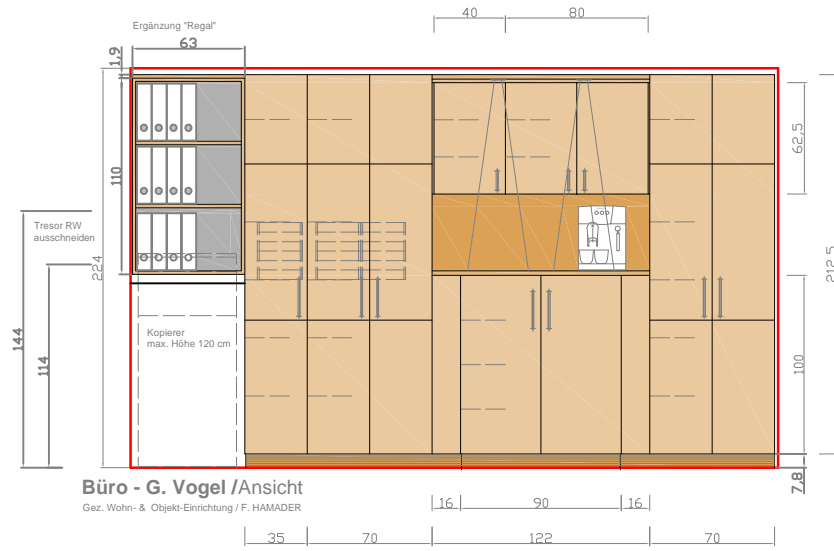 40
80
Ergänzung "Regal"
63
1,9
62,5
110
Tresor RW
ausschneiden
224
212,5
Kopierer
max. Höhe 120 cm
144
114
100
7,8
Büro - G. Vogel /Ansicht
Gez. Wohn- & Objekt-Einrichtung / F. HAMADER
16
90
16
35
70
122
70